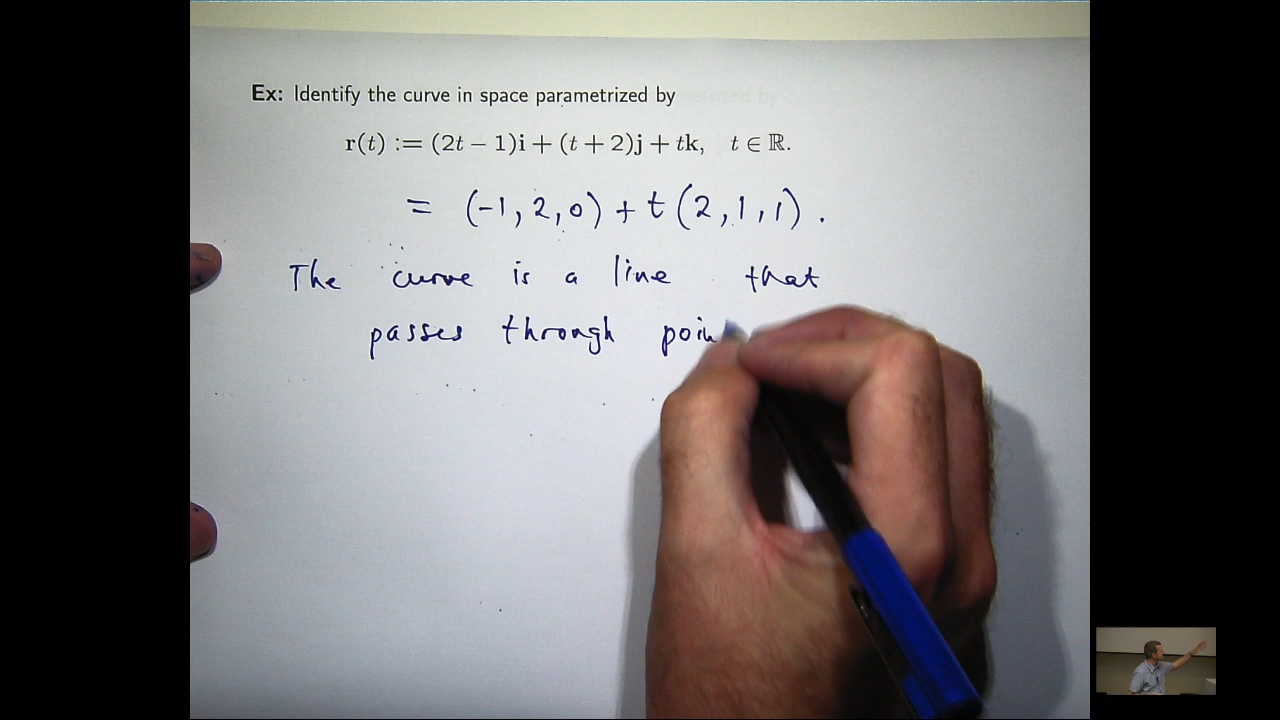 Ex: Identify the curve in space parametrized by
r(t) := (2t − 1)i + (t + 2)j + tk, t ∈ ℝ.
= (-1, 2, 0) + t (2, 1, 1).
The curve is a line that
passes through poin